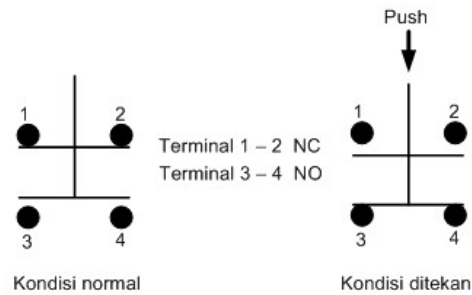 Push
1 2
1 2
Terminal 1 – 2 NC
Terminal 3 – 4 NO
3 4
3 4
Kondisi normal
Kondisi ditekan